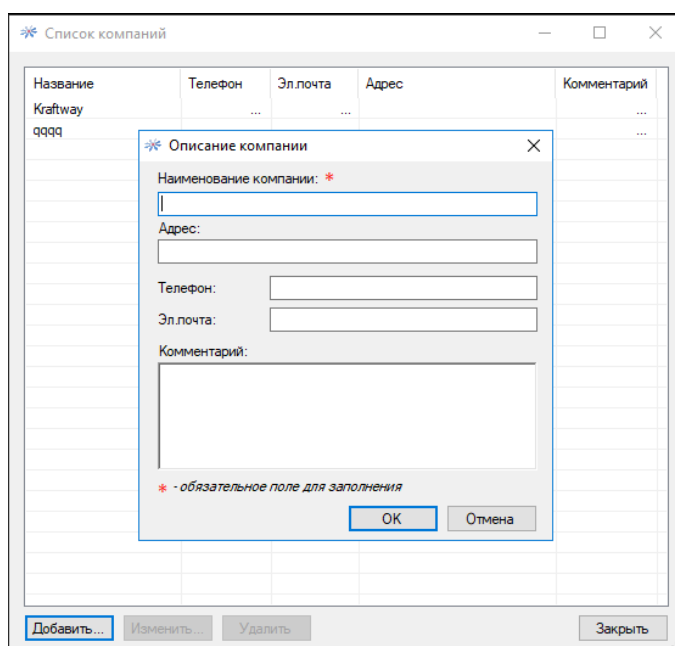 Список компаний
Название Телефон Эл.почта Адрес Комментарий
Kraftway ... ... ...
qqqq ...
Описание компании
Наименование компании: *
Адрес:
Телефон:
Эл.почта:
Комментарий:
* - обязательное поле для заполнения
OK Отмена
Добавить... Изменить... Удалить Закрыть